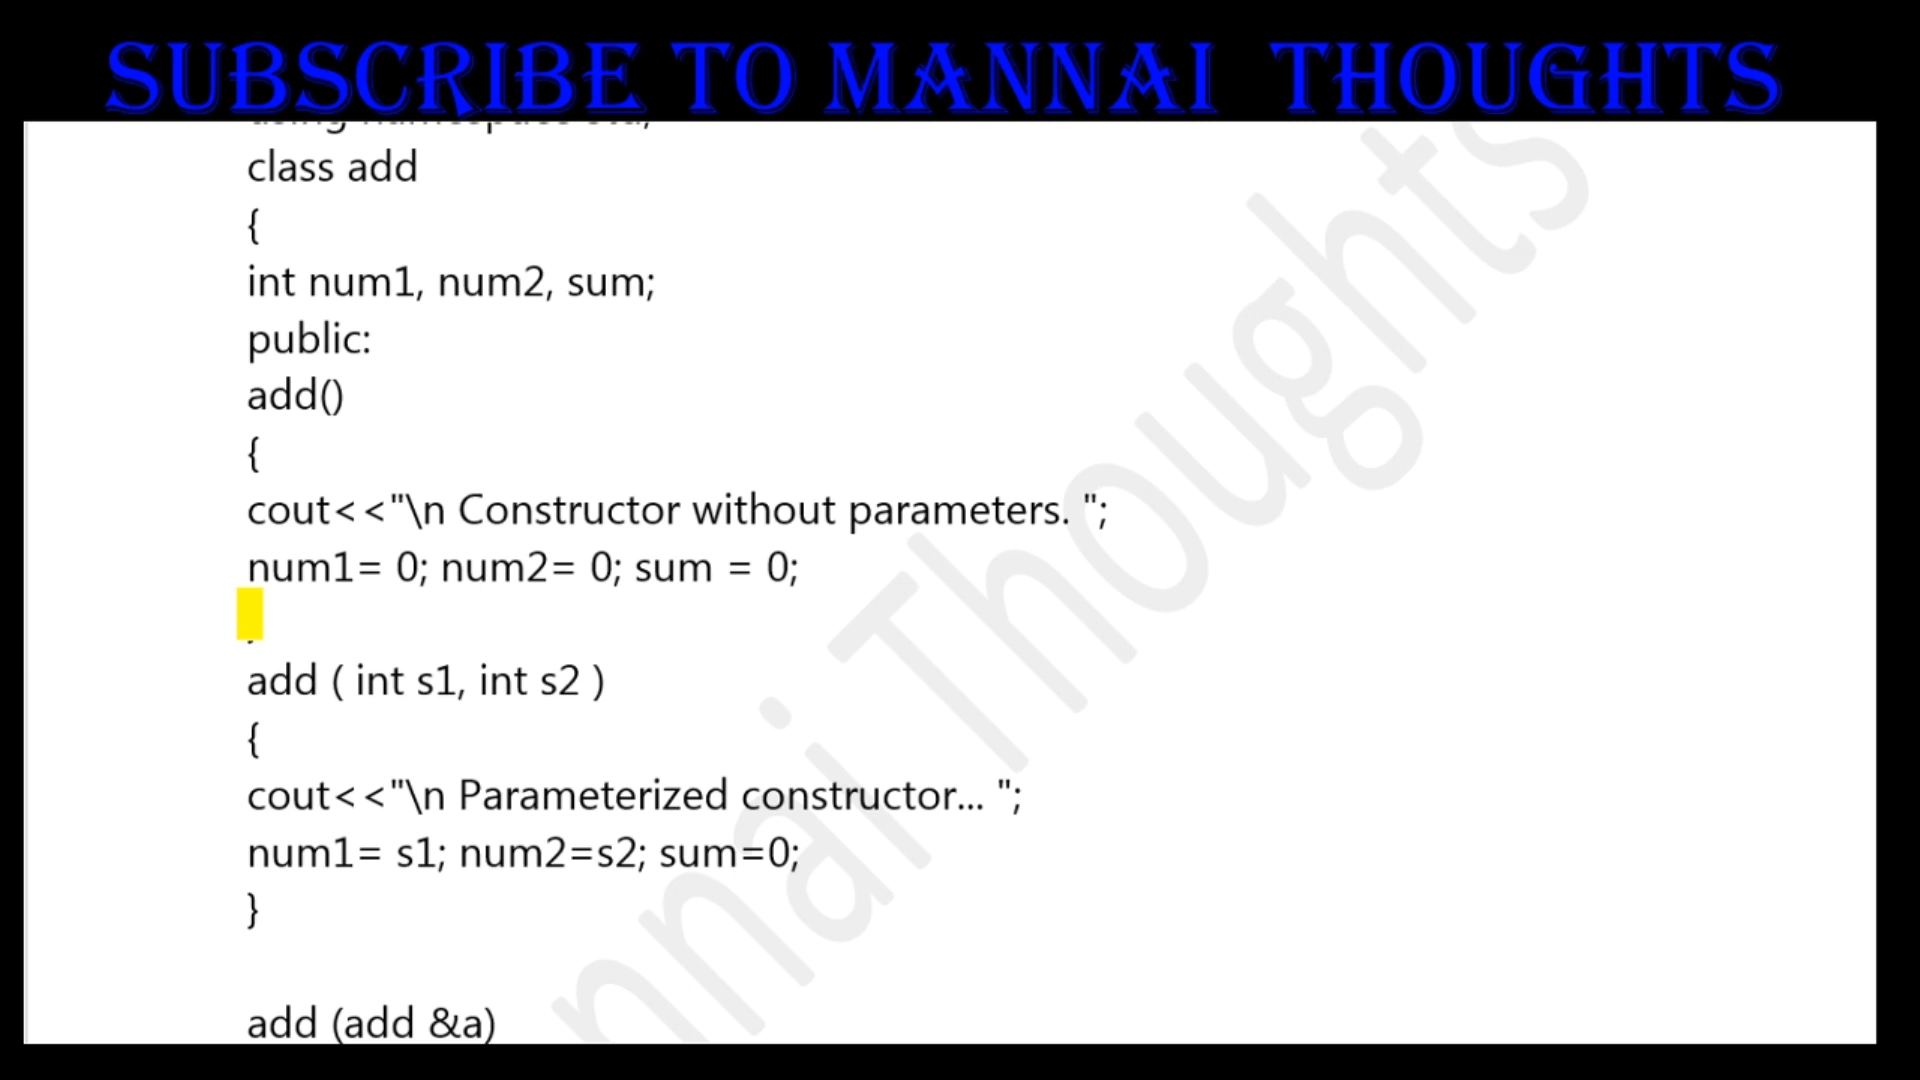 SUBSCRIBE TO MANNAI THOUGHTS
class add
{
int num1, num2, sum;
public:
add()
{
cout<<"\n Constructor without parameters. ";
num1= 0; num2= 0; sum = 0;
add ( int s1, int s2 )
{
cout<<"\n Parameterized constructor... ";
num1= s1; num2=s2; sum=0;
}
add (add &a)
nnai Thoughts